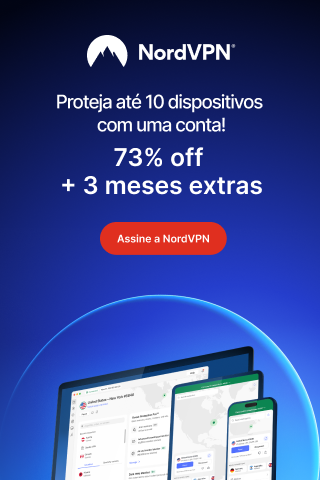 NordVPN®
Proteja até 10 dispositivos
com uma conta!
73% off
+ 3 meses extras
Assine a NordVPN